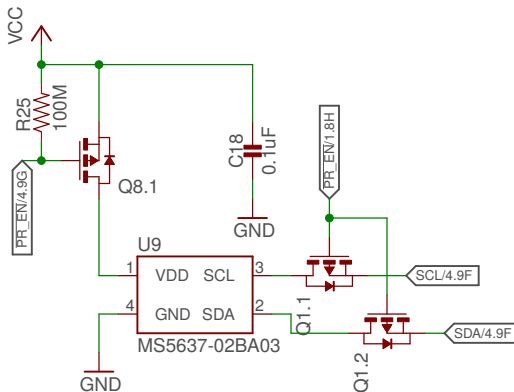 VCC
R25
100M
PR_EN/4.9G
Q8.1
C18
0.1uF
GND
PR_EN/1.8H
U9
1 VDD SCL 3
4 GND SDA 2
MS5637-02BA03
GND
Q1.1
SCL/4.9F
Q1.2
SDA/4.9F